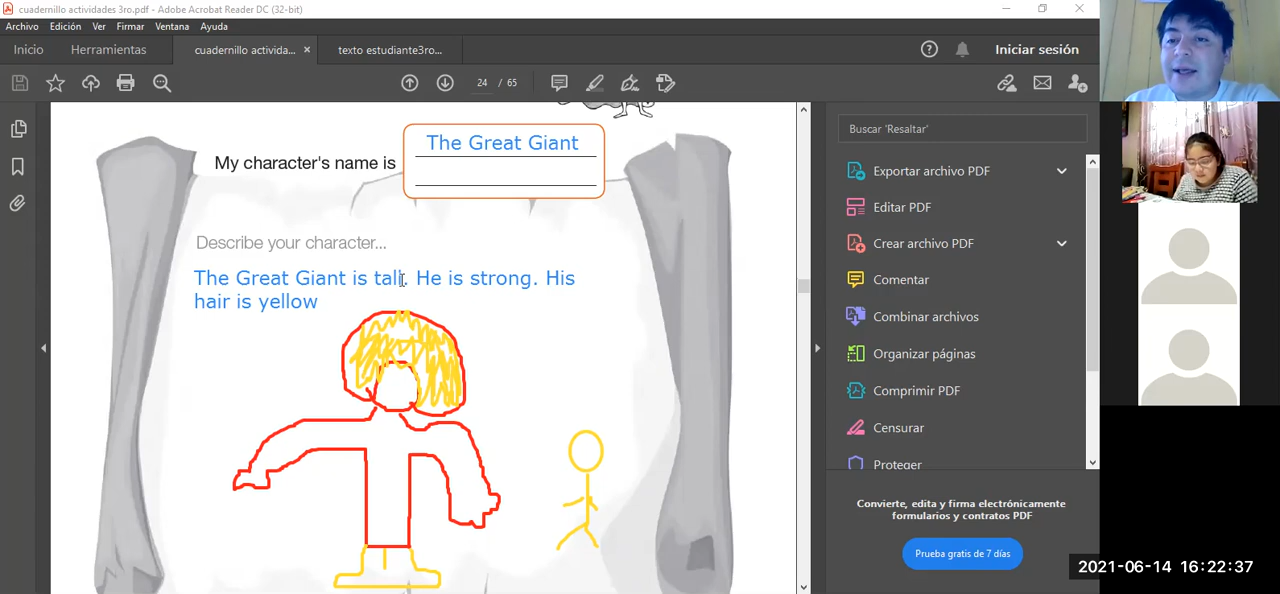 cuadernillo actividades 3ro.pdf - Adobe Acrobat Reader DC (32-bit)
Archivo Edición Ver Firmar Ventana Ayuda
Inicio Herramientas cuadernillo activida... × texto estudiante3ro... Iniciar sesión
24 / 65
My character's name is The Great Giant
Describe your character...
The Great Giant is tall. He is strong. His
hair is yellow
Buscar 'Resaltar'
Exportar archivo PDF
Editar PDF
Crear archivo PDF
Comentar
Combinar archivos
Organizar páginas
Comprimir PDF
Censurar
Proteger
Convierte, edita y firma electrónicamente
formularios y contratos PDF
Prueba gratis de 7 días
2021-06-14 16:22:37